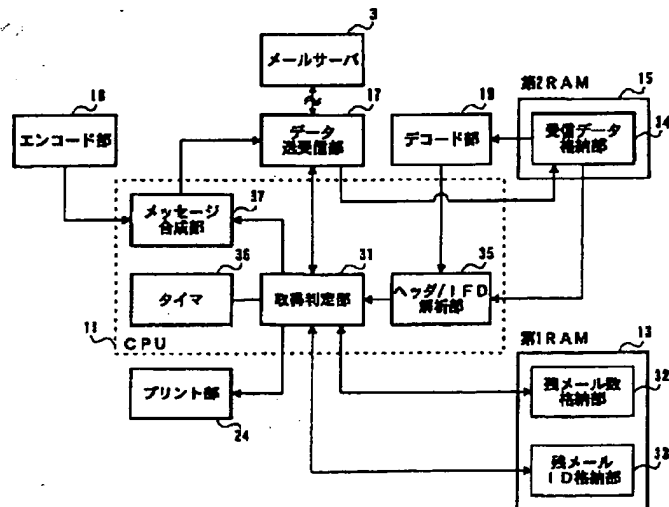 3
メールサーバ
18
エンコード部
17
データ
送受信部
19
デコード部
第2RAM
15
受信データ
格納部
34
メッセージ
合成部
37
36
タイマ
31
取得判定部
35
ヘッダ/IFD
解析部
11
CPU
プリント部
24
第1RAM
13
残メール数
格納部
32
残メール
ID格納部
33